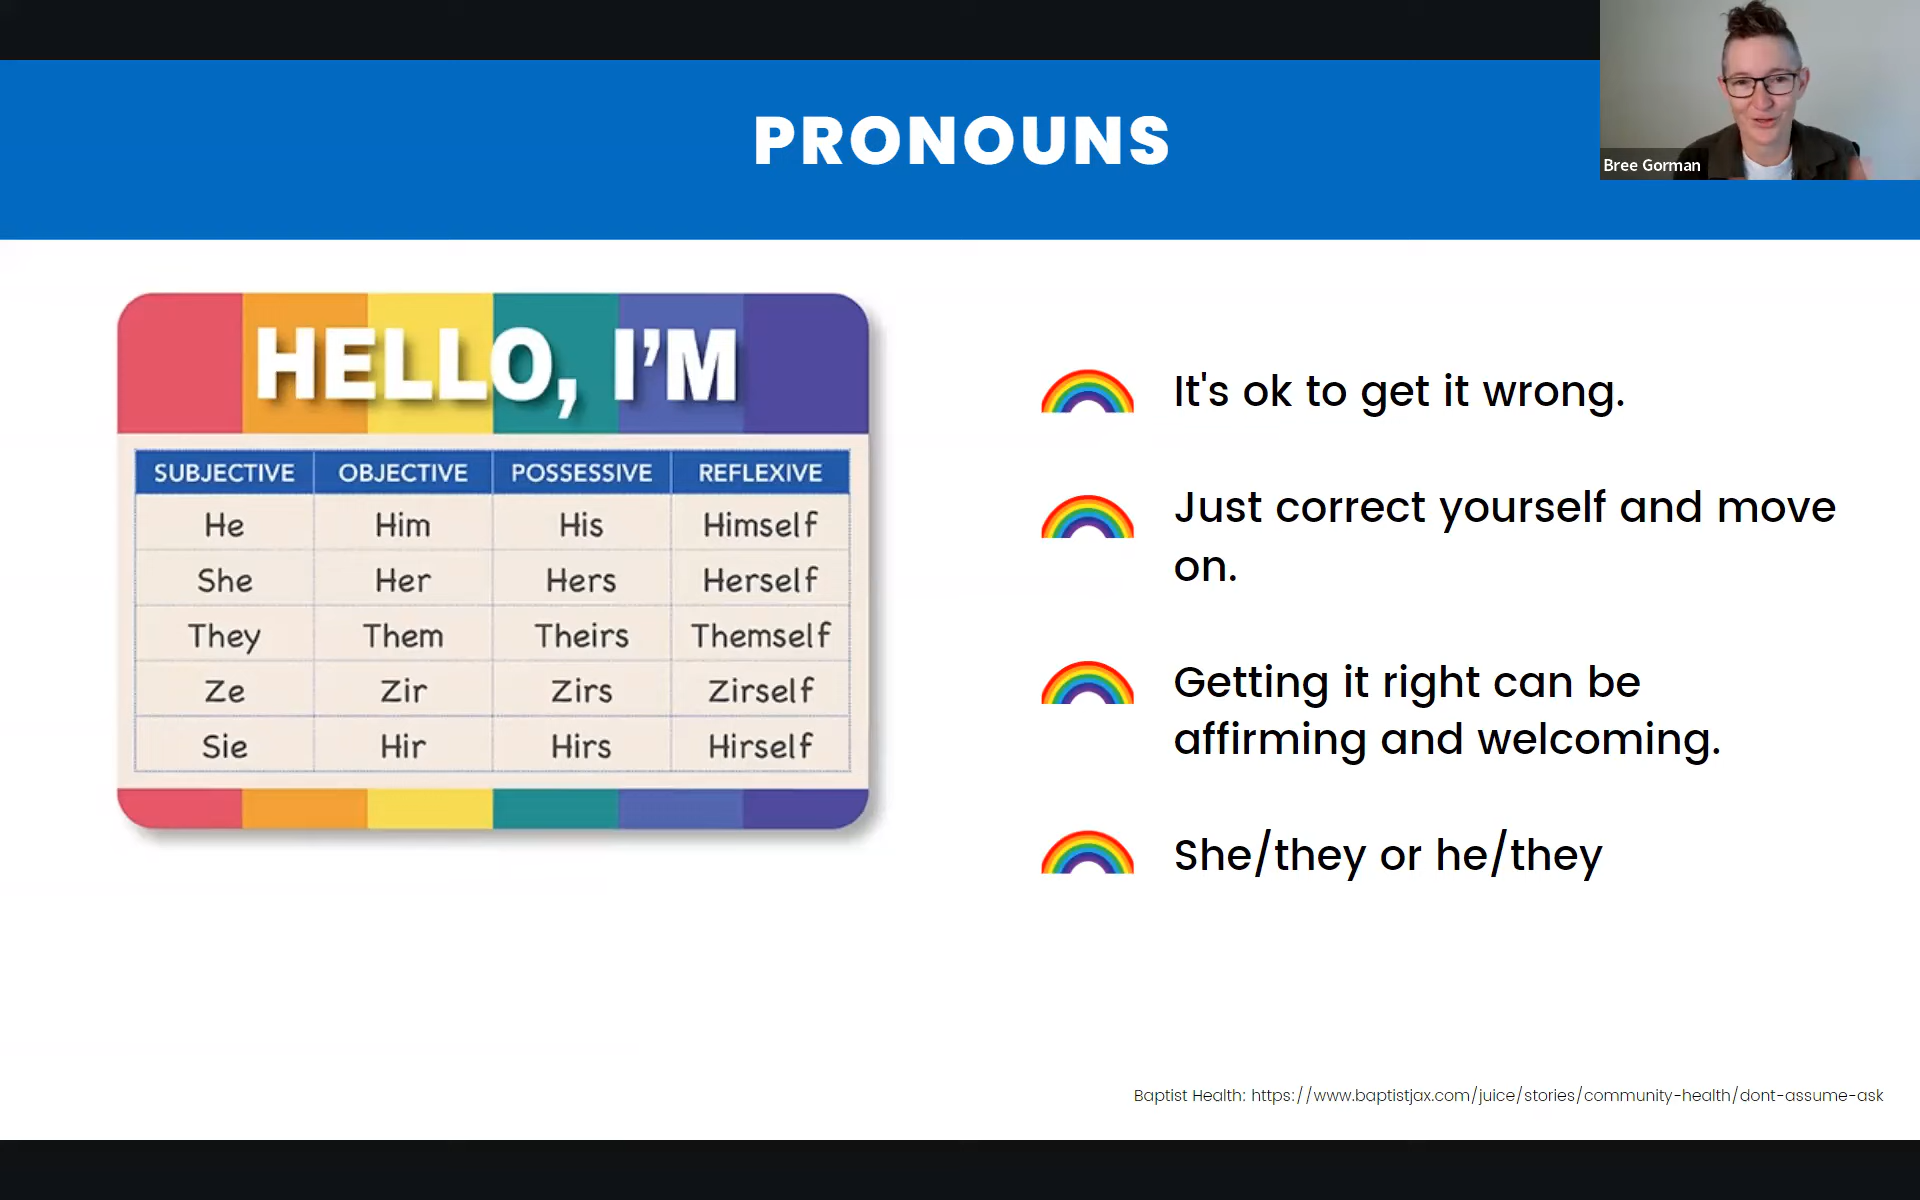 PRONOUNS
Bree Gorman
HELLO, I'M
SUBJECTIVE OBJECTIVE POSSESSIVE REFLEXIVE
He Him His Himself
She Her Hers Herself
They Them Theirs Themself
Ze Zir Zirs Zirself
Sie Hir Hirs Hirself
It's ok to get it wrong.
Just correct yourself and move
on.
Getting it right can be
affirming and welcoming.
She/they or he/they
Baptist Health: https://www.baptistjax.com/juice/stories/community-health/dont-assume-ask